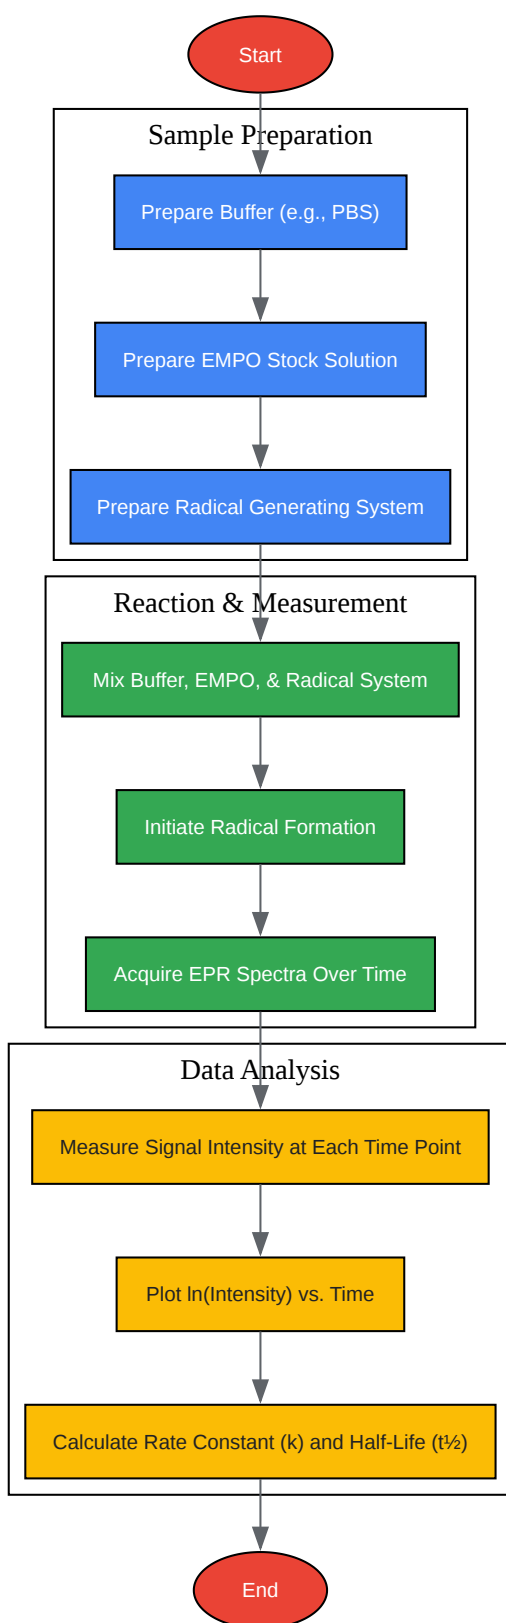 Start
Sample Preparation
Prepare Buffer (e.g., PBS)
Prepare EMPO Stock Solution
Prepare Radical Generating System
Reaction & Measurement
Mix Buffer, EMPO, & Radical System
Initiate Radical Formation
Acquire EPR Spectra Over Time
Data Analysis
Measure Signal Intensity at Each Time Point
Plot ln(Intensity) vs. Time
Calculate Rate Constant (k) and Half-Life (t½)
End